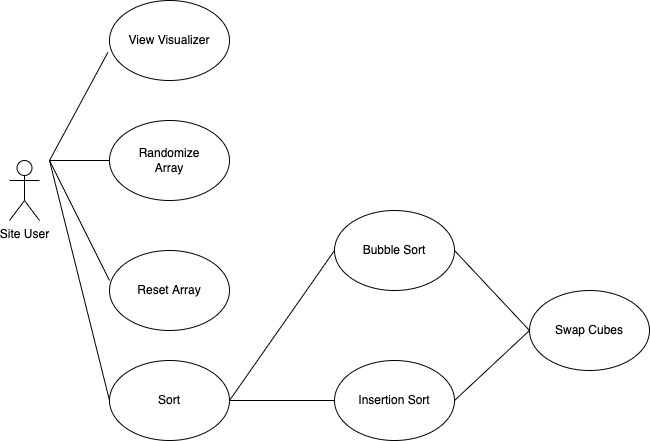 View Visualizer
Randomize
Array
Site User
Bubble Sort
Reset Array
Swap Cubes
Sort
Insertion Sort